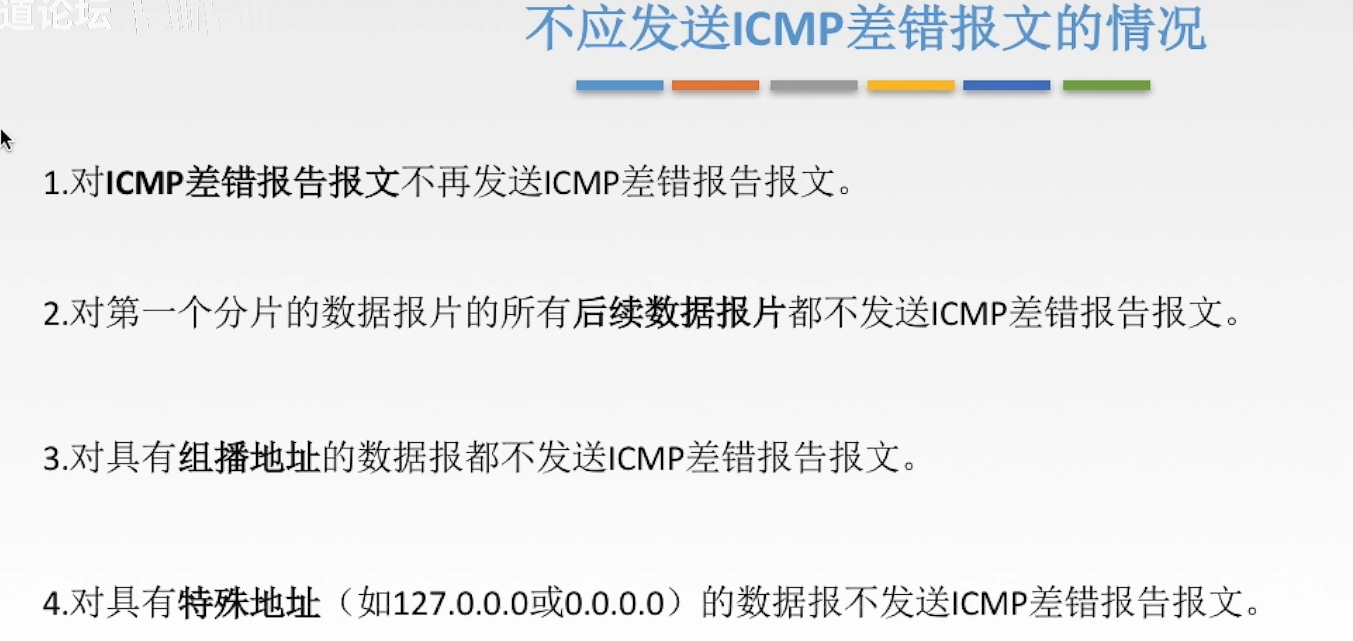 道论坛
不应发送ICMP差错报文的情况
1.对ICMP差错报告报文不再发送ICMP差错报告报文。
2.对第一个分片的数据报片的所有后续数据报片都不发送ICMP差错报告报文。
3.对具有组播地址的数据报都不发送ICMP差错报告报文。
4.对具有特殊地址（如127.0.0.0或0.0.0.0）的数据报不发送ICMP差错报告报文。